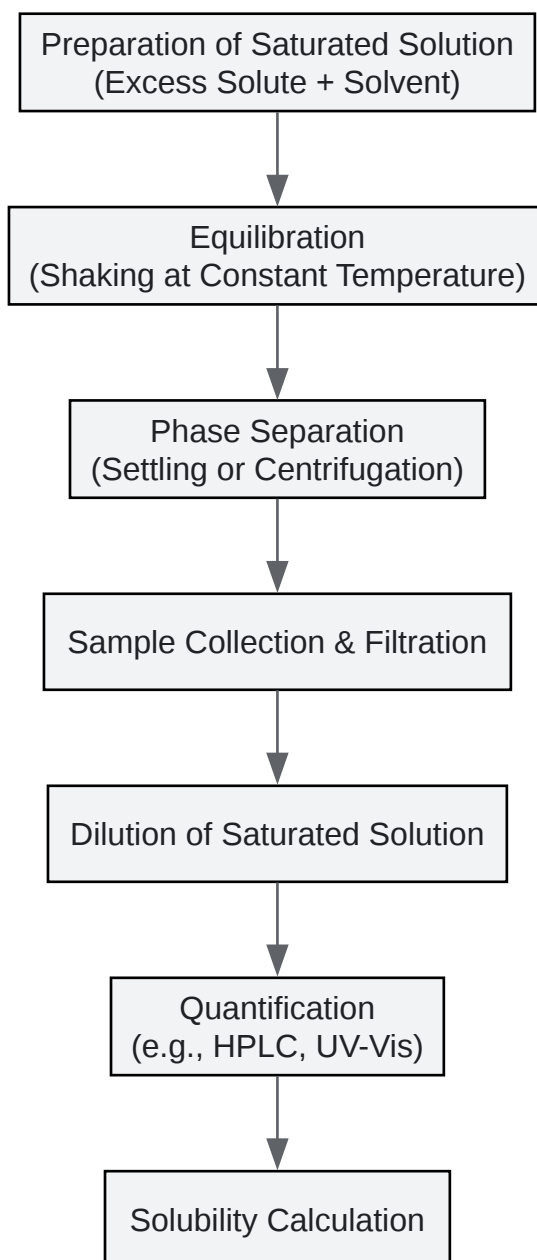 Preparation of Saturated Solution
(Excess Solute + Solvent)
Equilibration
(Shaking at Constant Temperature)
Phase Separation
(Settling or Centrifugation)
Sample Collection & Filtration
Dilution of Saturated Solution
Quantification
(e.g., HPLC, UV-Vis)
Solubility Calculation